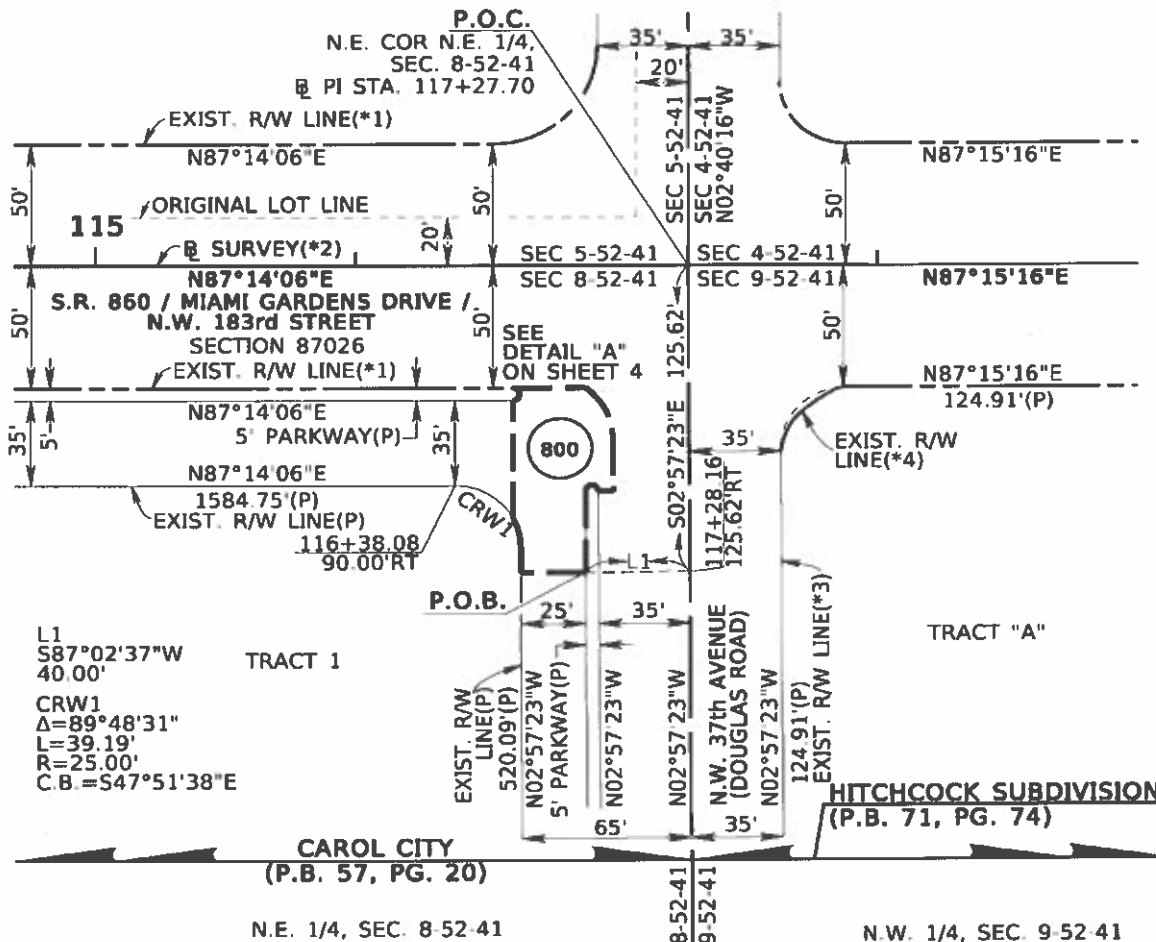 P.O.C.
N.E. COR N.E. 1/4,
SEC. 8-52-41
B̲L PI STA. 117+27.70
35'
35'
20'
EXIST. R/W LINE(*1)
N87°14'06"E
SEC 5-52-41
SEC 4-52-41
N02°40'16"W
N87°15'16"E
50'
50'
50'
ORIGINAL LOT LINE
115
20'
BL SURVEY(*2)
SEC 5-52-41
SEC 4-52-41
N87°14'06"E
SEC 8-52-41
SEC 9-52-41
N87°15'16"E
S.R. 860 / MIAMI GARDENS DRIVE /
N.W. 183rd STREET
SECTION 87026
50'
50'
50'
SEE
DETAIL "A"
ON SHEET 4
125.62'
S02°57'23"E
EXIST. R/W LINE(*1)
N87°14'06"E
5' PARKWAY(P)
35'
5'
35'
N87°15'16"E
124.91'(P)
EXIST. R/W
LINE(*4)
800
35'
N87°14'06"E
1584.75'(P)
EXIST. R/W LINE(P)
CRW1
116+38.08
90.00'RT
117+28.16
125.62'RT
L1
P.O.B.
25'
35'
L1
S87°02'37"W
40.00'
TRACT 1
TRACT "A"
CRW1
Δ=89°48'31"
L=39.19'
R=25.00'
C.B.=S47°51'38"E
EXIST. R/W
LINE(P)
520.09'(P)
N02°57'23"W
5' PARKWAY(P)
N02°57'23"W
N02°57'23"W
N.W. 37th AVENUE
(DOUGLAS ROAD)
N02°57'23"W
124.91'(P)
EXIST. R/W LINE(*3)
65'
35'
HITCHCOCK SUBDIVISION
(P.B. 71, PG. 74)
CAROL CITY
(P.B. 57, PG. 20)
8-52-41
9-52-41
N.E. 1/4, SEC. 8-52-41
N.W. 1/4, SEC. 9-52-41